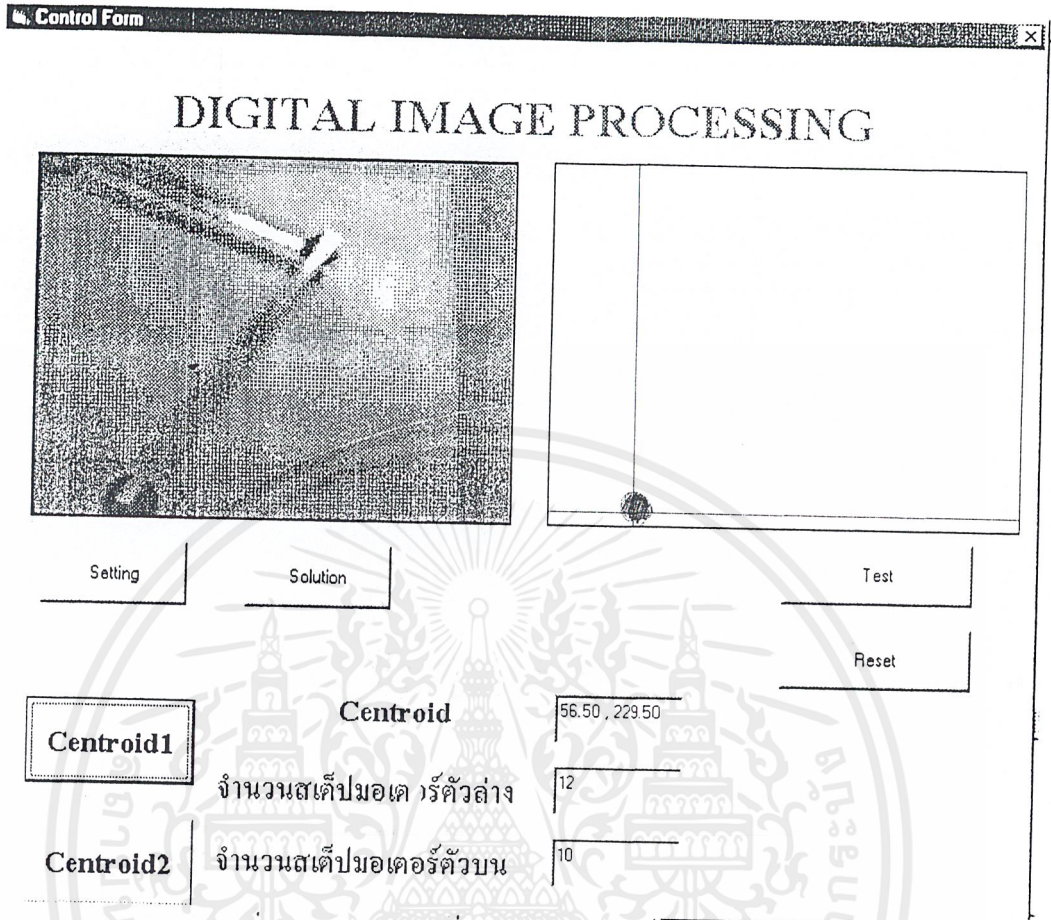 Control Form
DIGITAL IMAGE PROCESSING
Setting
Solution
Test
Reset
Centroid1
Centroid
56.50 , 229.50
จำนวนสเต็ปมอเตอร์ตัวล่าง
12
Centroid2
จำนวนสเต็ปมอเตอร์ตัวบน
10